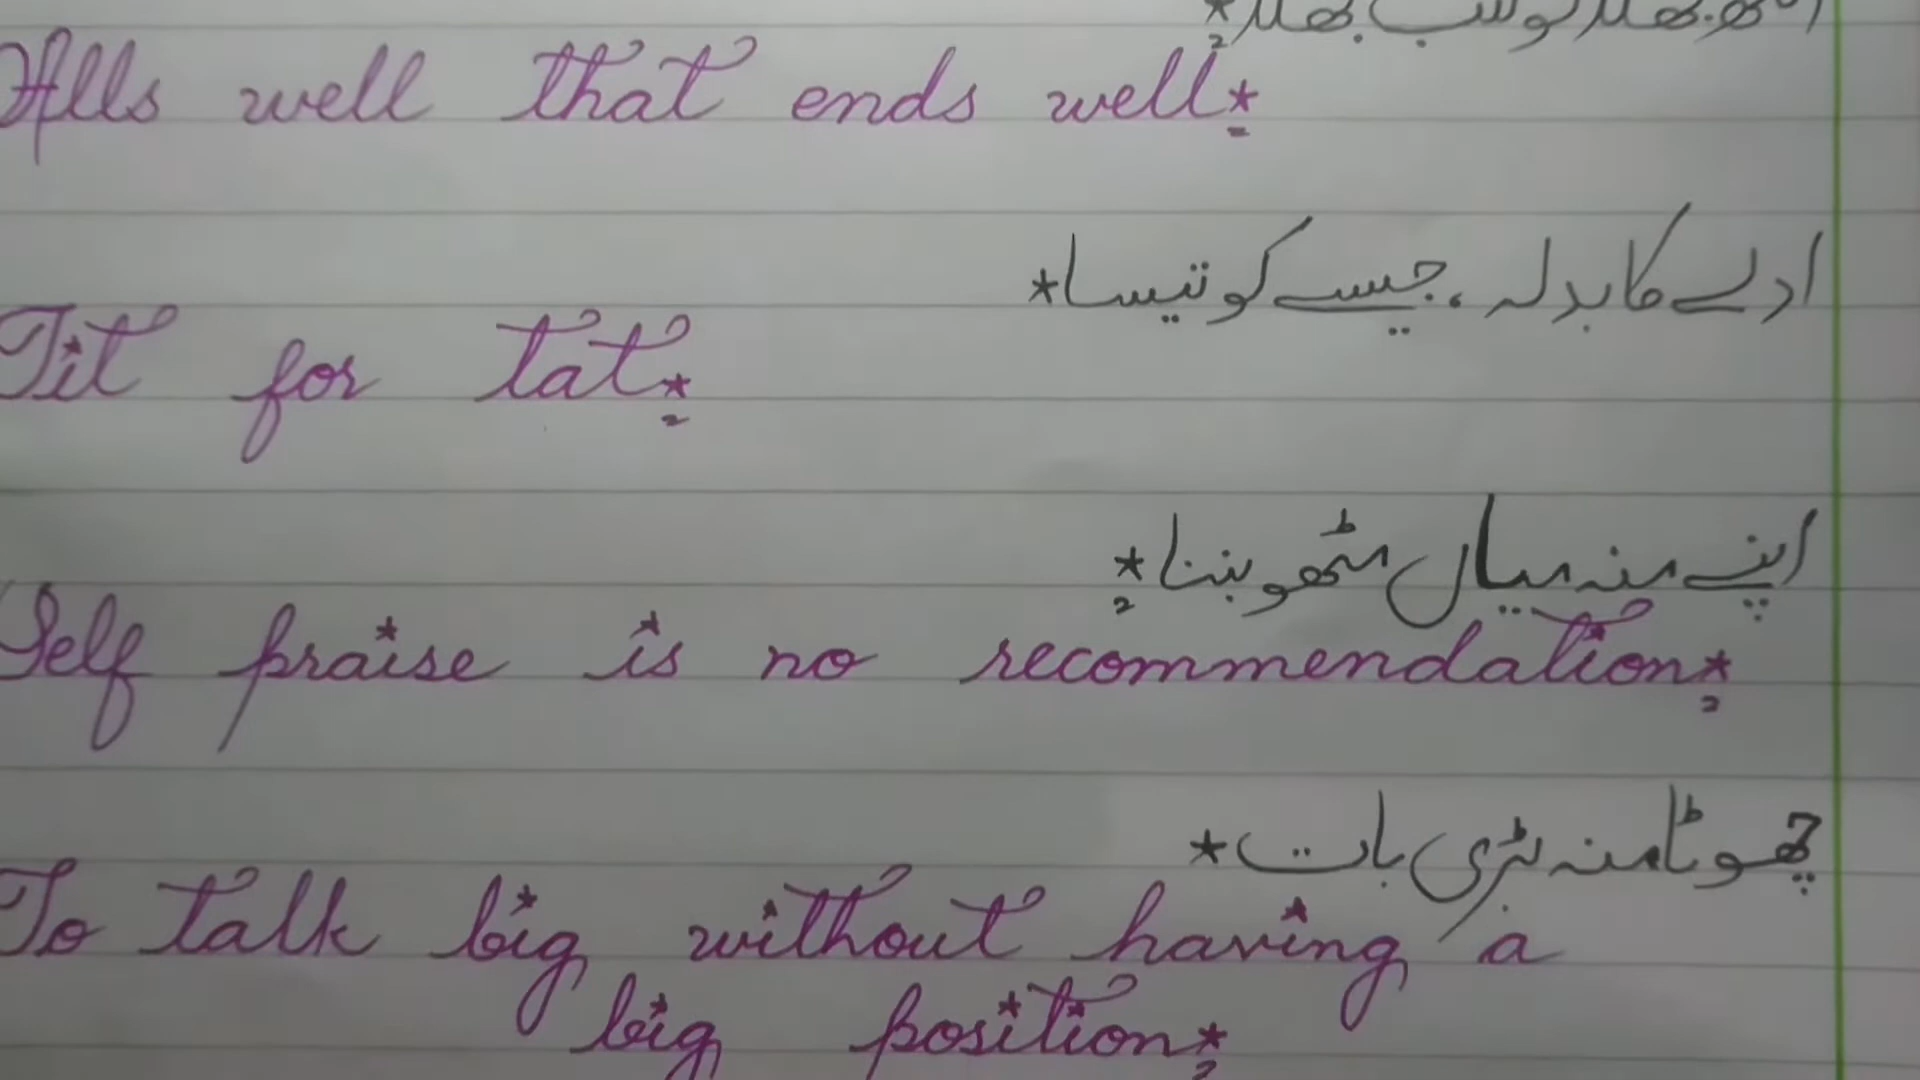 Alls well that ends well*
ادلے کا بدلہ، جیسے کو تیسا*
Tit for tat*
اپنے منہ میاں مٹھو بننا*
Self praise is no recommendation*
چھوٹا منہ بڑی بات*
To talk big without having a
big position*